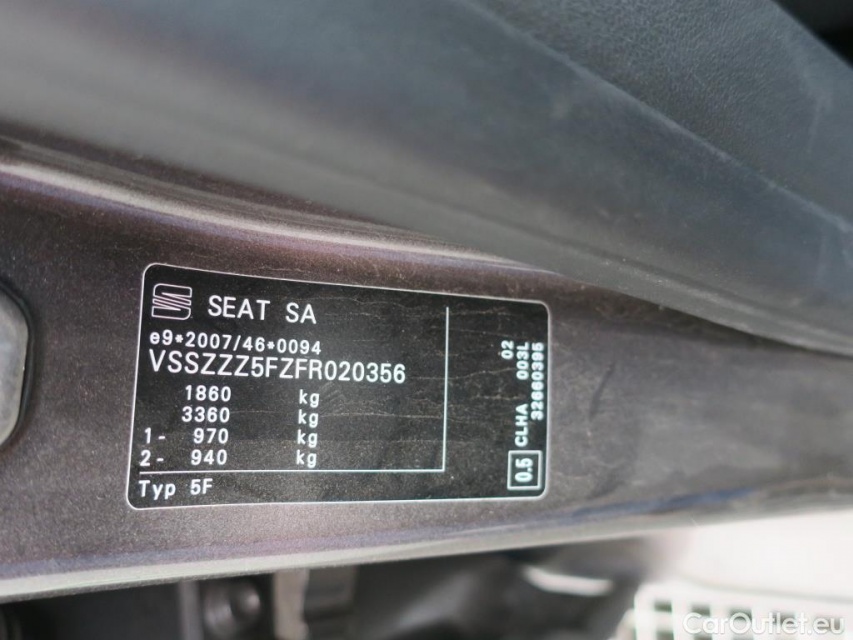 SEAT SA
e9*2007/46*0094
VSSZZZ5FZFR020356
1860 kg
3360 kg
1- 970 kg
2- 940 kg
Typ 5F
02
003L
CLHA 32660395
0.5
CarOutlet.eu